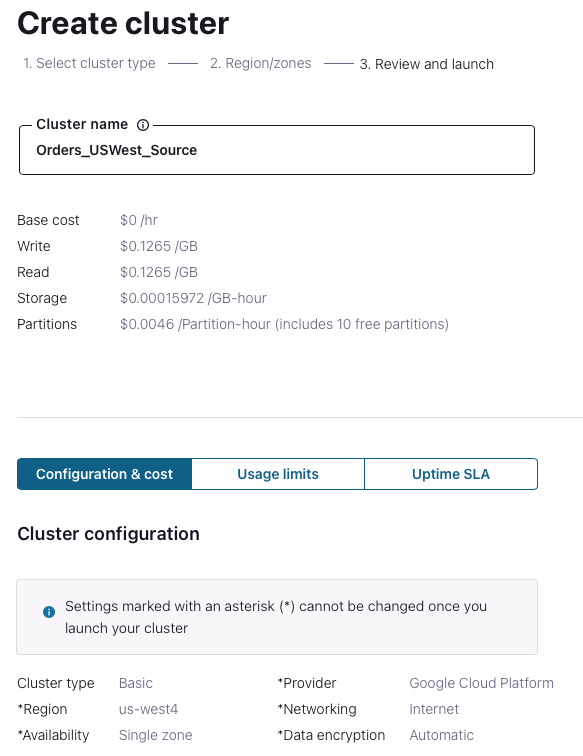 Create cluster
1. Select cluster type 2. Region/zones 3. Review and launch
Cluster name
Orders_USWest_Source
Base cost $0 /hr
Write $0.1265 /GB
Read $0.1265 /GB
Storage $0.00015972 /GB-hour
Partitions $0.0046 /Partition-hour (includes 10 free partitions)
Configuration & cost Usage limits Uptime SLA
Cluster configuration
Settings marked with an asterisk (*) cannot be changed once you
launch your cluster
Cluster type Basic *Provider Google Cloud Platform
*Region us-west4 *Networking Internet
*Availability Single zone *Data encryption Automatic